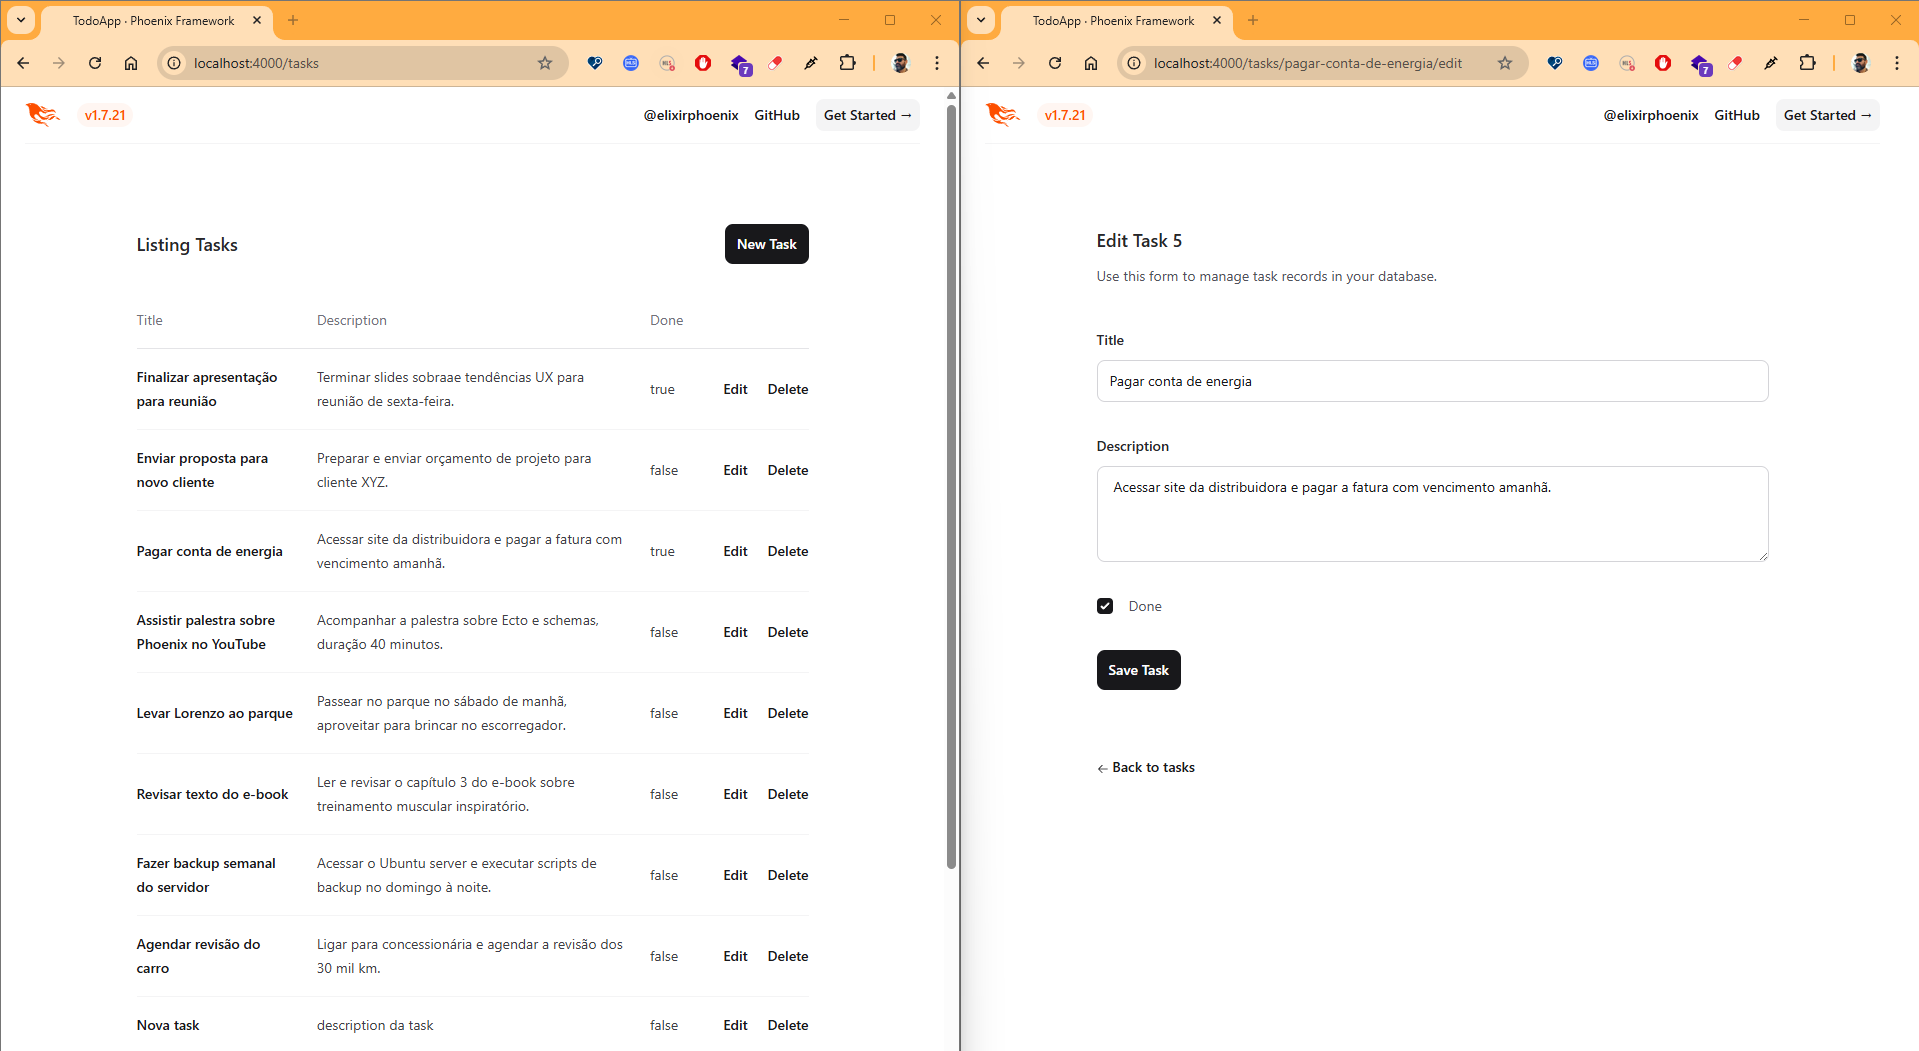 TodoApp · Phoenix Framework
localhost:4000/tasks
7
v1.7.21
@elixirphoenix GitHub Get Started →
Listing Tasks
New Task
Title Description Done
Finalizar apresentação
para reunião
Terminar slides sobraae tendências UX para
reunião de sexta-feira.
true Edit Delete
Enviar proposta para
novo cliente
Preparar e enviar orçamento de projeto para
cliente XYZ.
false Edit Delete
Pagar conta de energia
Acessar site da distribuidora e pagar a fatura com
vencimento amanhã.
true Edit Delete
Assistir palestra sobre
Phoenix no YouTube
Acompanhar a palestra sobre Ecto e schemas,
duração 40 minutos.
false Edit Delete
Levar Lorenzo ao parque
Passear no parque no sábado de manhã,
aproveitar para brincar no escorregador.
false Edit Delete
Revisar texto do e-book
Ler e revisar o capítulo 3 do e-book sobre
treinamento muscular inspiratório.
false Edit Delete
Fazer backup semanal
do servidor
Acessar o Ubuntu server e executar scripts de
backup no domingo à noite.
false Edit Delete
Agendar revisão do
carro
Ligar para concessionária e agendar a revisão dos
30 mil km.
false Edit Delete
Nova task
description da task
false Edit Delete
TodoApp · Phoenix Framework
localhost:4000/tasks/pagar-conta-de-energia/edit
7
v1.7.21
@elixirphoenix GitHub Get Started →
Edit Task 5
Use this form to manage task records in your database.
Title
Pagar conta de energia
Description
Acessar site da distribuidora e pagar a fatura com vencimento amanhã.
Done
Save Task
← Back to tasks